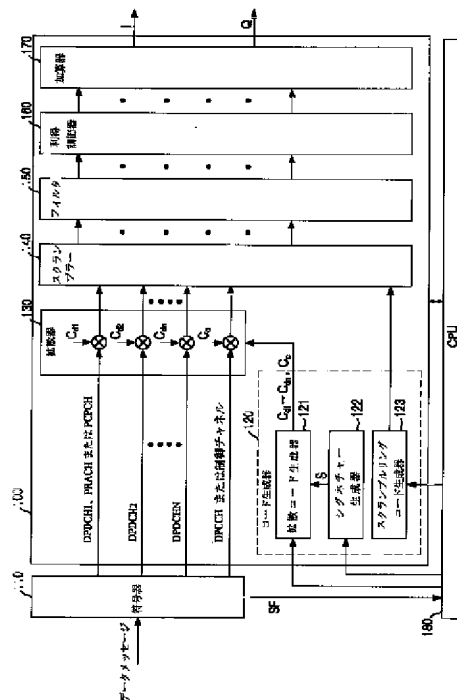 データメッセージ
110
符号器
100
DPDCH1、PRACH または PCPCH
DPDCH2
DPDCHN
DPCCH または制御チャネル
SF
130
拡散器
Cd1
Cd2
Cdn
Cc
Cd1 ~ Cdn, Cc
120
コード生成器
拡散コード生成器
121
S
シグネチャー
生成器
122
スクランブルリング
コード生成器
123
140
スクラン
ブラー
150
フィルタ
160
利得
制御器
170
加算器
I
Q
180
CPU